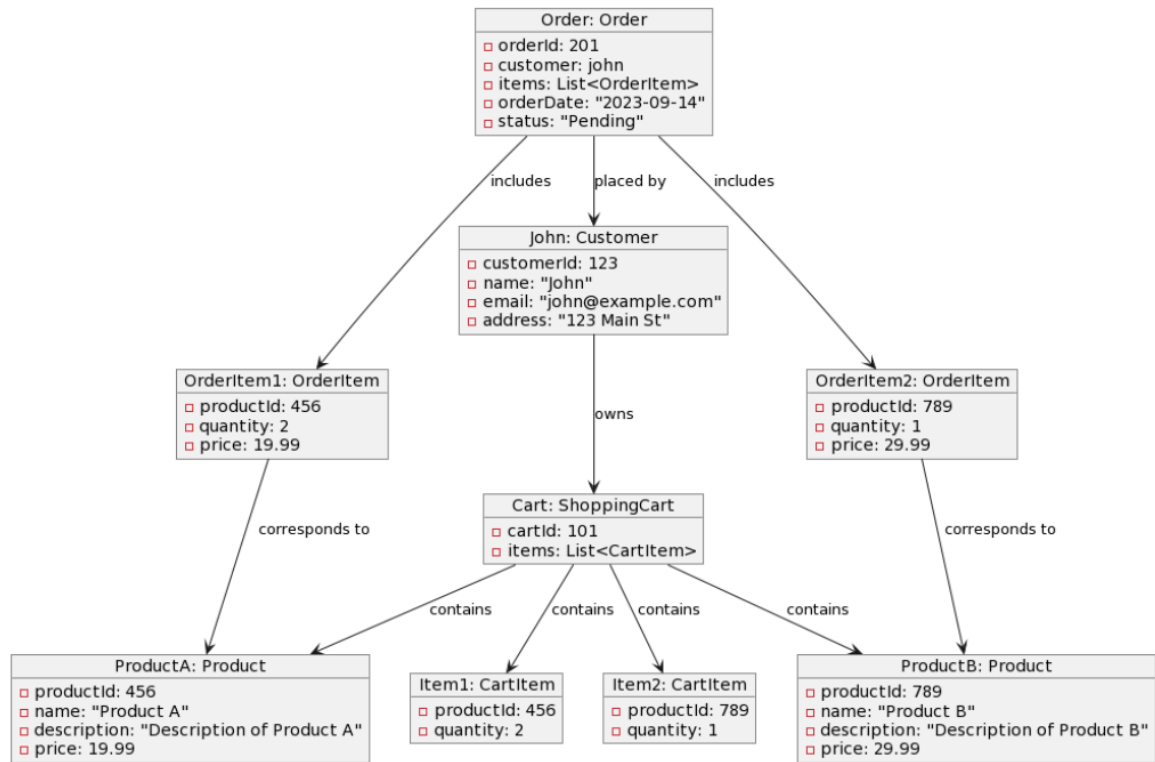 Order: Order
orderId: 201
customer: john
items: List<OrderItem>
orderDate: "2023-09-14"
status: "Pending"
includes
placed by
includes
John: Customer
customerId: 123
name: "John"
email: "john@example.com"
address: "123 Main St"
OrderItem1: OrderItem
productId: 456
quantity: 2
price: 19.99
owns
OrderItem2: OrderItem
productId: 789
quantity: 1
price: 29.99
corresponds to
Cart: ShoppingCart
cartId: 101
items: List<CartItem>
corresponds to
contains
contains
contains
contains
ProductA: Product
productId: 456
name: "Product A"
description: "Description of Product A"
price: 19.99
Item1: CartItem
productId: 456
quantity: 2
Item2: CartItem
productId: 789
quantity: 1
ProductB: Product
productId: 789
name: "Product B"
description: "Description of Product B"
price: 29.99